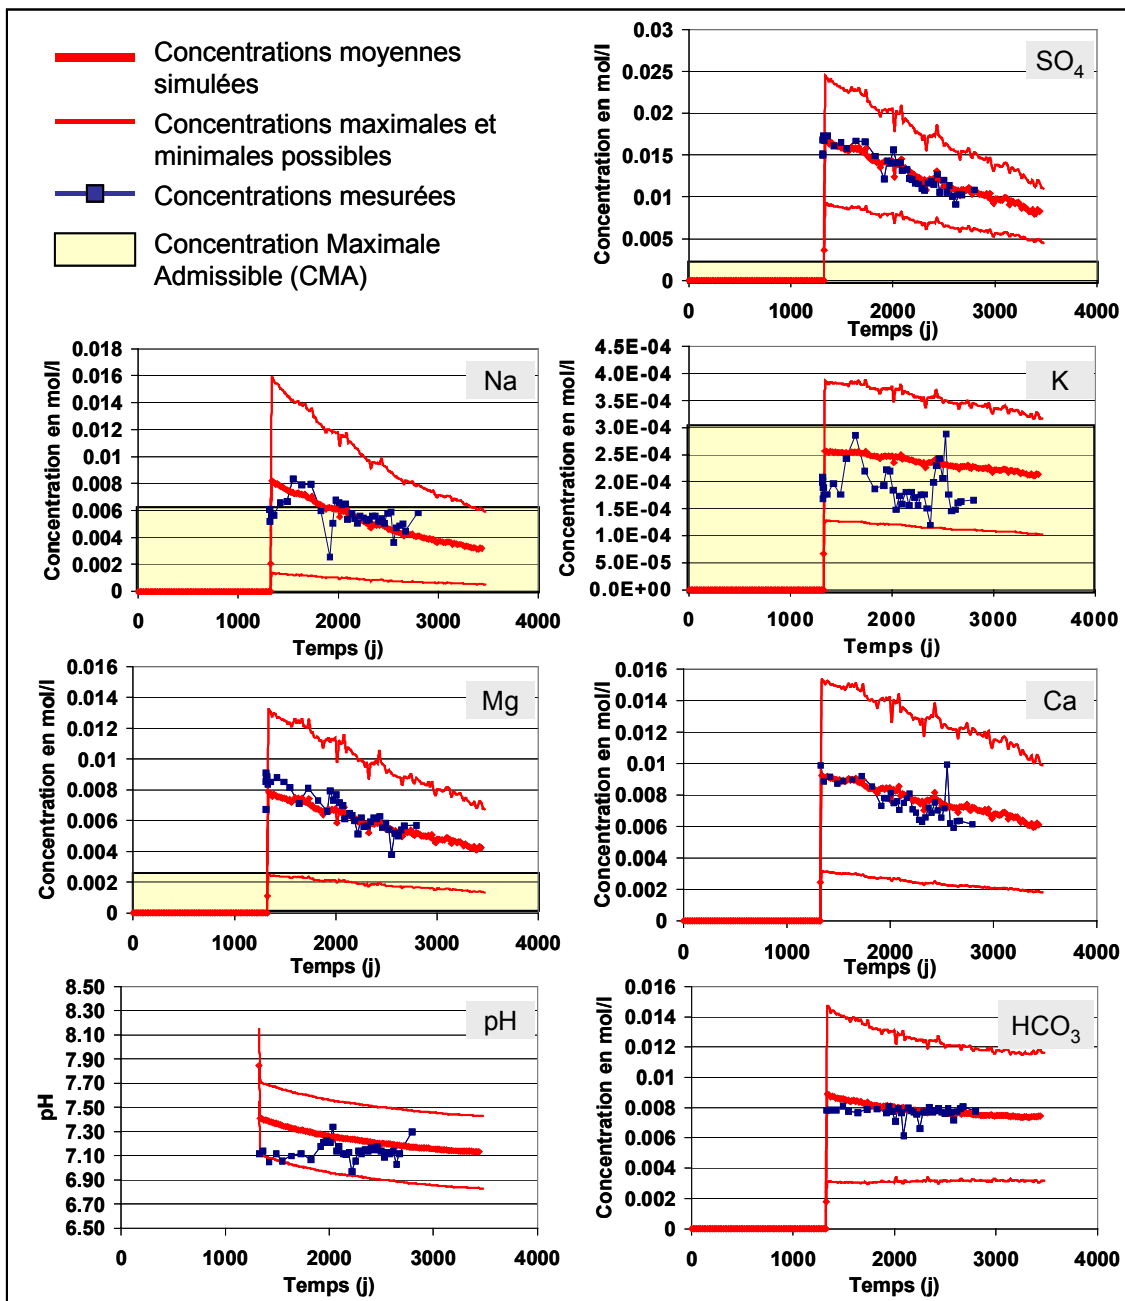 Concentrations moyennes
simulées
Concentrations maximales et
minimales possibles
Concentrations mesurées
Concentration Maximale
Admissible (CMA)
SO4
Concentration en mol/l
0.03
0.025
0.02
0.015
0.01
0.005
0
0 1000 2000 3000 4000
Temps (j)
Na
Concentration en mol/l
0.018
0.016
0.014
0.012
0.01
0.008
0.006
0.004
0.002
0
0 1000 2000 3000 4000
Temps (j)
K
Concentration en mol/l
4.5E-04
4.0E-04
3.5E-04
3.0E-04
2.5E-04
2.0E-04
1.5E-04
1.0E-04
5.0E-05
0.0E+00
0 1000 2000 3000 4000
Temps (j)
Mg
Concentration en mol/l
0.016
0.014
0.012
0.01
0.008
0.006
0.004
0.002
0
0 1000 2000 3000 4000
Temps (j)
Ca
Concentration en mol/l
0.016
0.014
0.012
0.01
0.008
0.006
0.004
0.002
0
0 1000 2000 3000 4000
Temps (j)
pH
pH
8.50
8.30
8.10
7.90
7.70
7.50
7.30
7.10
6.90
6.70
6.50
0 1000 2000 3000 4000
Temps (j)
HCO3
Concentration en mol/l
0.016
0.014
0.012
0.01
0.008
0.006
0.004
0.002
0
0 1000 2000 3000 4000
Temps (j)